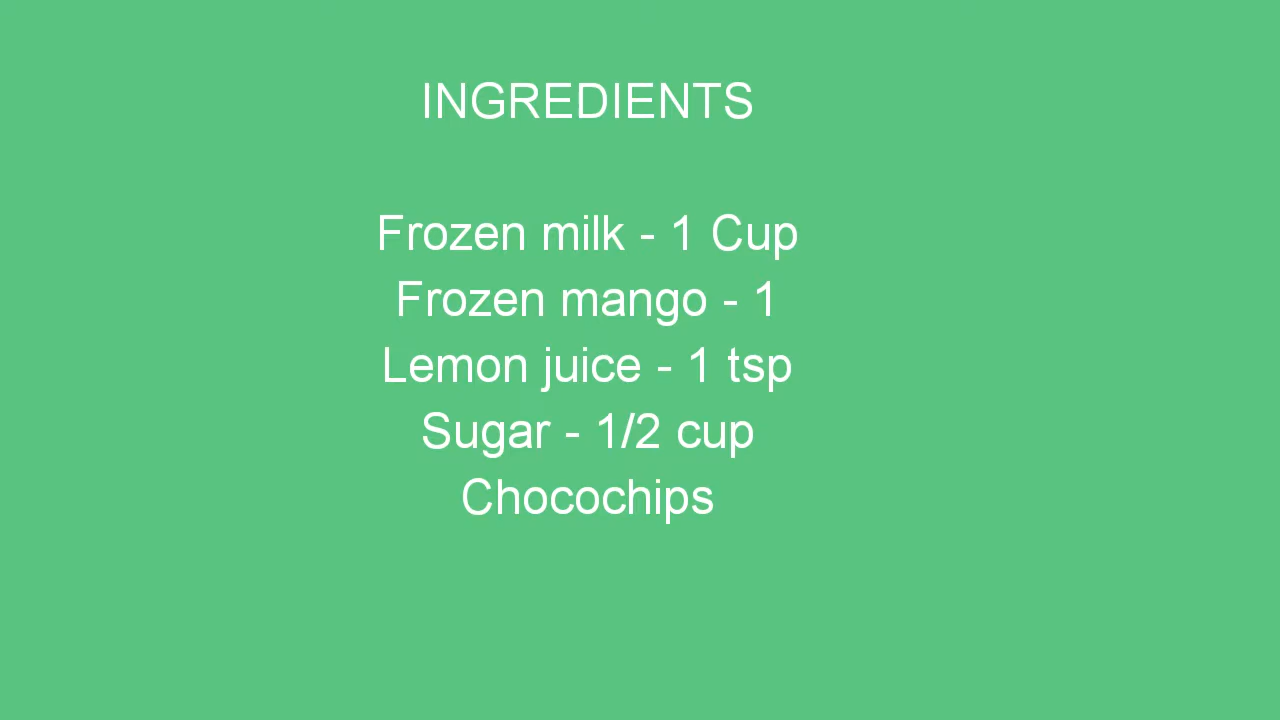 INGREDIENTS
Frozen milk - 1 Cup
Frozen mango - 1
Lemon juice - 1 tsp
Sugar - 1/2 cup
Chocochips